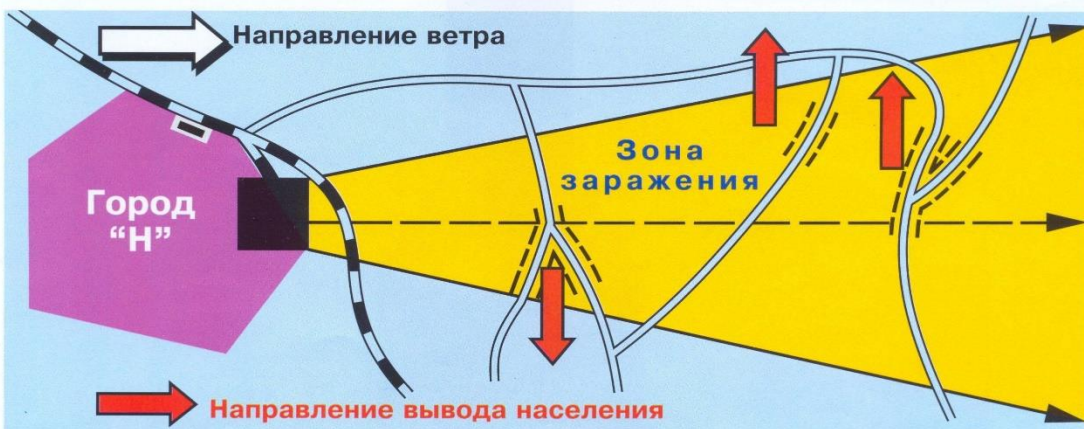 Направление ветра
Зона
заражения
Город
“Н”
Направление вывода населения